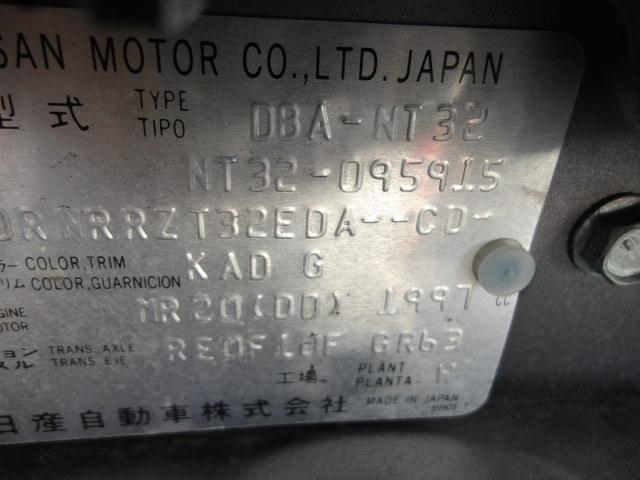 SAN MOTOR CO.,LTD. JAPAN
型式 TYPE TIPO DBA-NT32
NT32-095915
NRRZT32EDA--CD-
COLOR,TRIM KAD G
COLOR,GUARNICION
MR20(DD) 1997 CC
TRANS.,AXLE RE0F10F GR63
TRANS.,EJE
工場 PLANT
PLANTA
日産自動車株式会社 MADE IN JAPAN